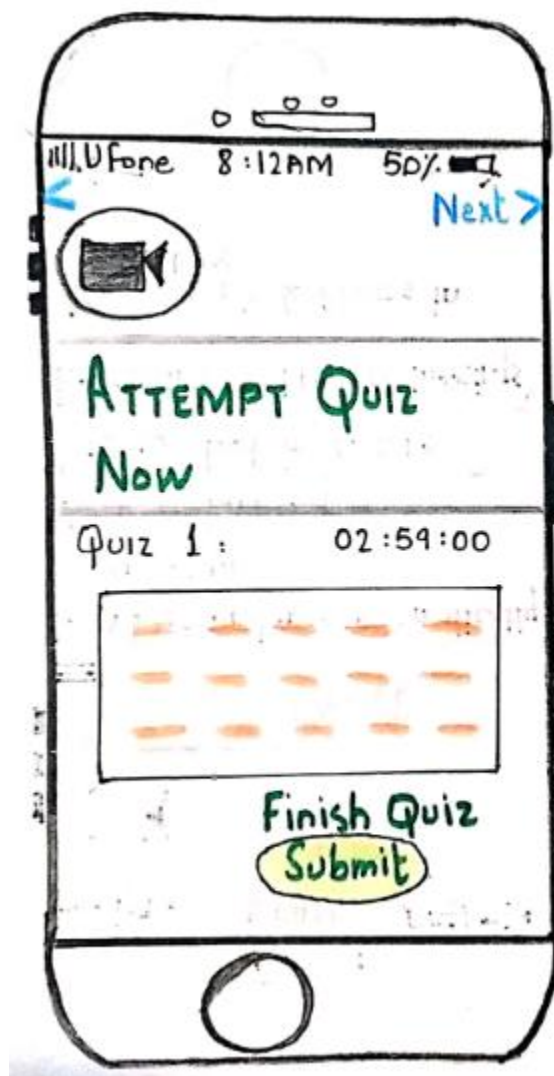 Ufone 8:12AM 50%
< Next >
ATTEMPT QUIZ
NOW
Quiz 1: 02:59:00
Finish Quiz
Submit